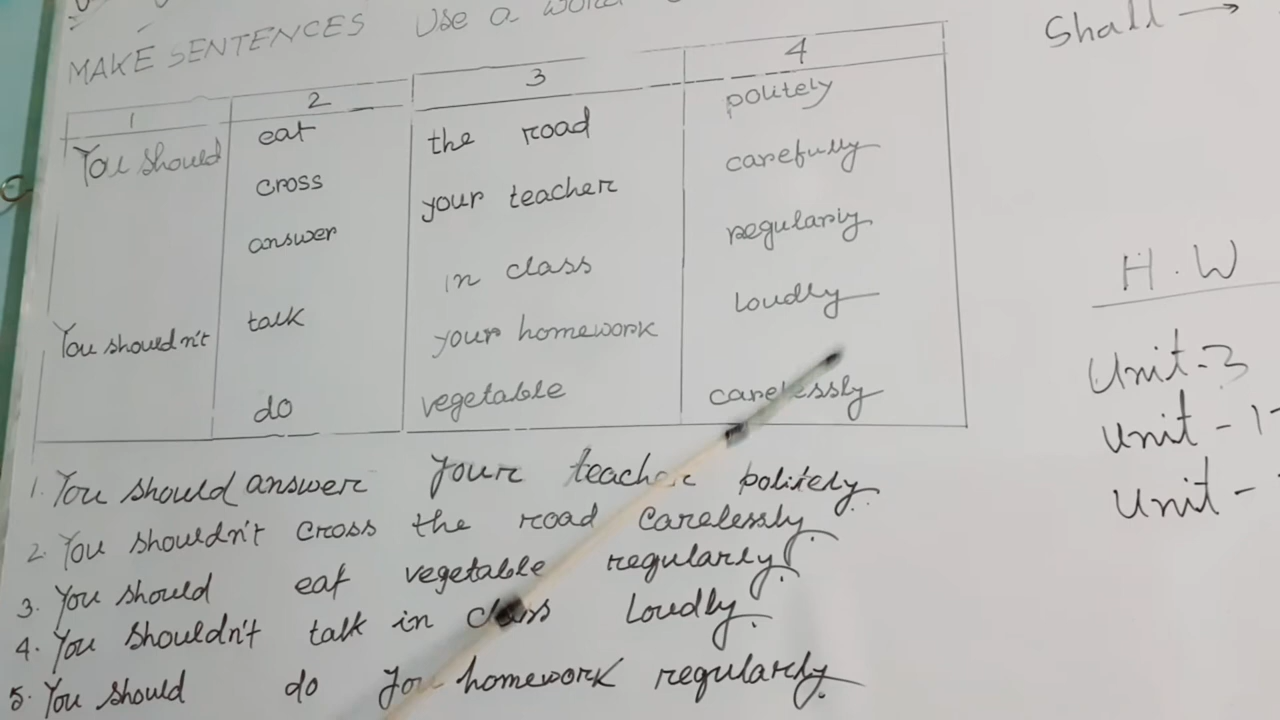 MAKE SENTENCES Use a word
Shall →
1 2 3 4
You should eat the road politely
cross your teacher carefully
answer in class regularly
You shouldn't talk your homework loudly
do vegetable carelessly
H.W
Unit-3
Unit - 1
Unit -
1. You should answer your teacher politely.
2. You shouldn't cross the road carelessly.
3. You should eat vegetable regularly.
4. You shouldn't talk in class loudly.
5. You should do homework regularly.